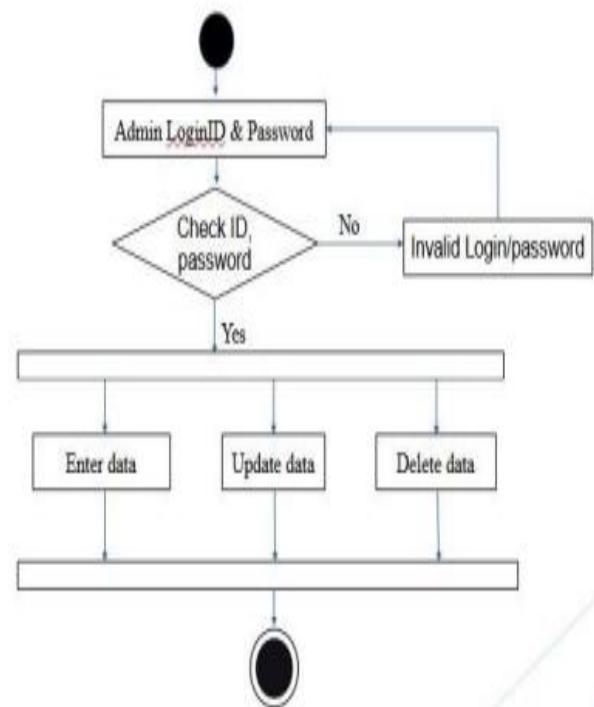 Admin LoginID & Password
Check ID,
password
No
Invalid Login/password
Yes
Enter data
Update data
Delete data